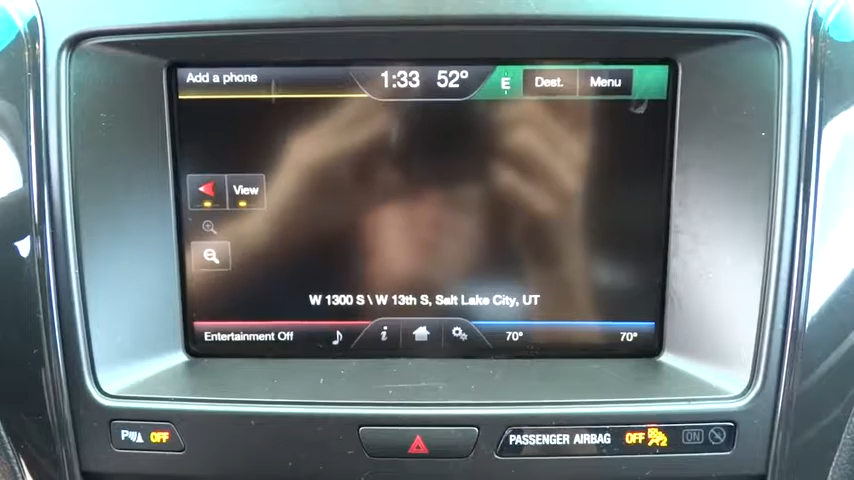 Add a phone 1:33 52° E Dest. Menu
View
W 1300 S \ W 13th S, Salt Lake City, UT
Entertainment Off i 70° 70°
P OFF PASSENGER AIRBAG OFF 2 ON